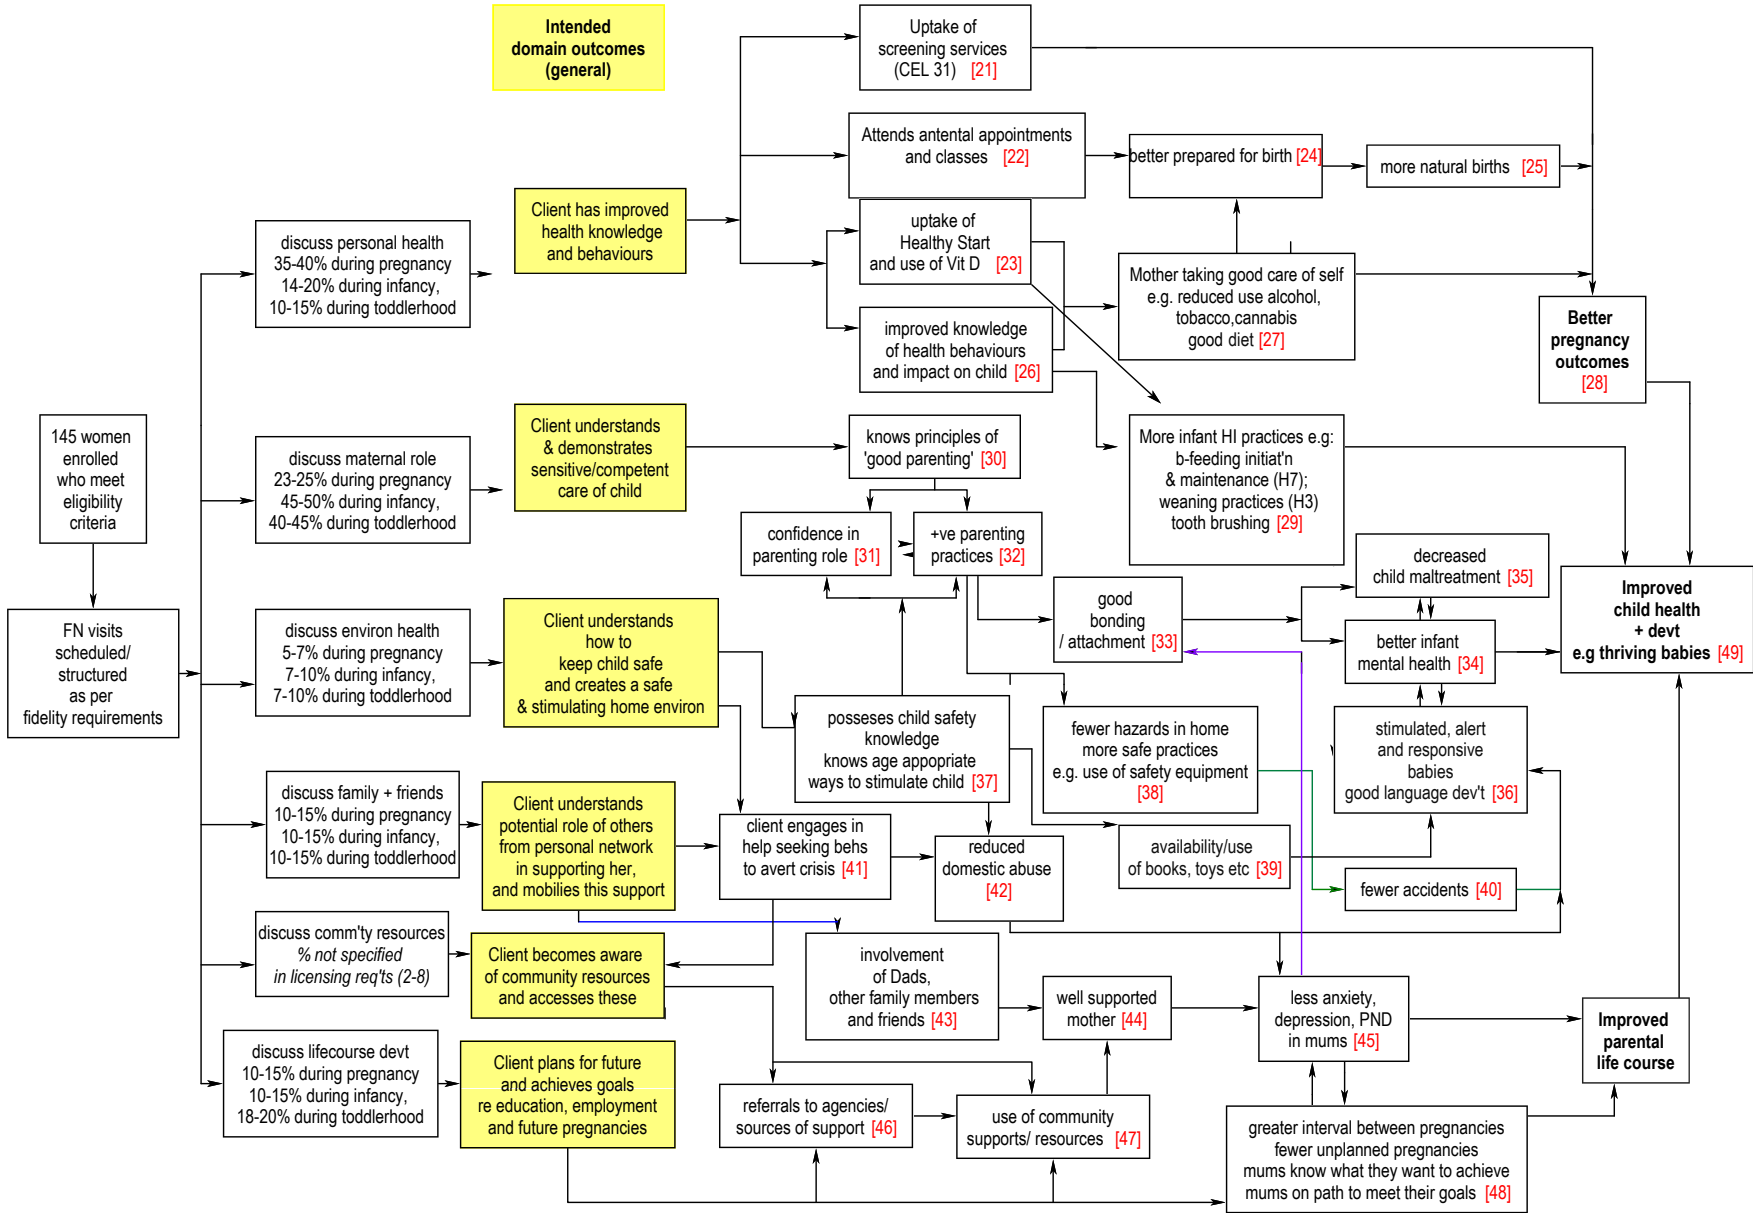 Intended
domain outcomes
(general)
Uptake of
screening services
(CEL 31) [21]
Attends antental appointments
and classes [22]
better prepared for birth [24]
more natural births [25]
Client has improved
health knowledge
and behaviours
uptake of
Healthy Start
and use of Vit D [23]
discuss personal health
35-40% during pregnancy
14-20% during infancy,
10-15% during toddlerhood
Mother taking good care of self
e.g. reduced use alcohol,
tobacco,cannabis
good diet [27]
improved knowledge
of health behaviours
and impact on child [26]
Better
pregnancy
outcomes
[28]
145 women
enrolled
who meet
eligibility
criteria
discuss maternal role
23-25% during pregnancy
45-50% during infancy,
40-45% during toddlerhood
Client understands
& demonstrates
sensitive/competent
care of child
knows principles of
'good parenting' [30]
More infant HI practices e.g:
b-feeding initiat'n
& maintenance (H7);
weaning practices (H3)
tooth brushing [29]
confidence in
parenting role [31]
+ve parenting
practices [32]
decreased
child maltreatment [35]
Improved
child health
+ devt
e.g thriving babies [49]
FN visits
scheduled/
structured
as per
fidelity requirements
discuss environ health
5-7% during pregnancy
7-10% during infancy,
7-10% during toddlerhood
Client understands
how to
keep child safe
and creates a safe
& stimulating home environ
good
bonding
/ attachment [33]
better infant
mental health [34]
posseses child safety
knowledge
knows age appopriate
ways to stimulate child [37]
fewer hazards in home
more safe practices
e.g. use of safety equipment
[38]
stimulated, alert
and responsive
babies
good language dev't [36]
discuss family + friends
10-15% during pregnancy
10-15% during infancy,
10-15% during toddlerhood
Client understands
potential role of others
from personal network
in supporting her,
and mobilies this support
client engages in
help seeking behs
to avert crisis [41]
reduced
domestic abuse
[42]
availability/use
of books, toys etc [39]
fewer accidents [40]
discuss comm'ty resources
% not specified
in licensing req'ts (2-8)
Client becomes aware
of community resources
and accesses these
involvement
of Dads,
other family members
and friends [43]
well supported
mother [44]
less anxiety,
depression, PND
in mums [45]
Improved
parental
life course
discuss lifecourse devt
10-15% during pregnancy
10-15% during infancy,
18-20% during toddlerhood
Client plans for future
and achieves goals
re education, employment
and future pregnancies
referrals to agencies/
sources of support [46]
use of community
supports/ resources [47]
greater interval between pregnancies
fewer unplanned pregnancies
mums know what they want to achieve
mums on path to meet their goals [48]